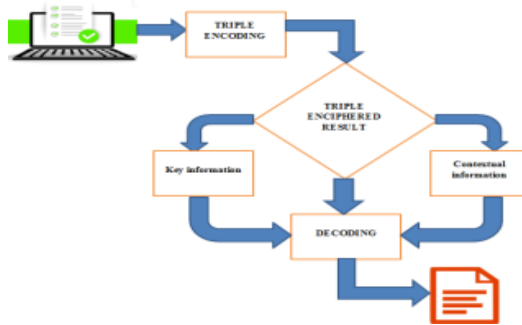 TRIPLE
ENCODING
TRIPLE
ENCIPHERED
RESULT
Key information
Contextual
information
DECODING